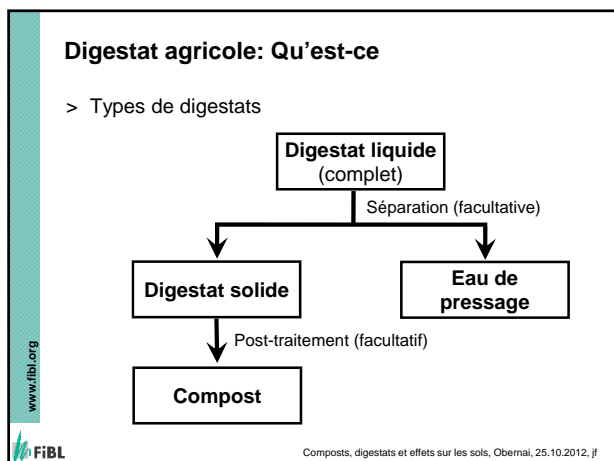 Digestat agricole: Qu'est-ce
> Types de digestats
Digestat liquide
(complet)
Séparation (facultative)
Digestat solide
Eau de
pressage
Post-traitement (facultatif)
Compost
www.fibl.org
FiBL
Composts, digestats et effets sur les sols, Obernai, 25.10.2012, jf